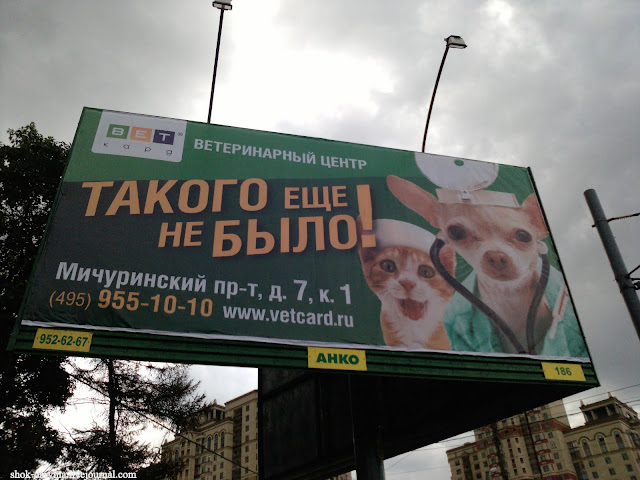 ВЕТ
кард
ВЕТЕРИНАРНЫЙ ЦЕНТР
ТАКОГО ЕЩЕ
НЕ БЫЛО!
Мичуринский пр-т, д. 7, к. 1
(495) 955-10-10 www.vetcard.ru
952-62-67
АНКО
186